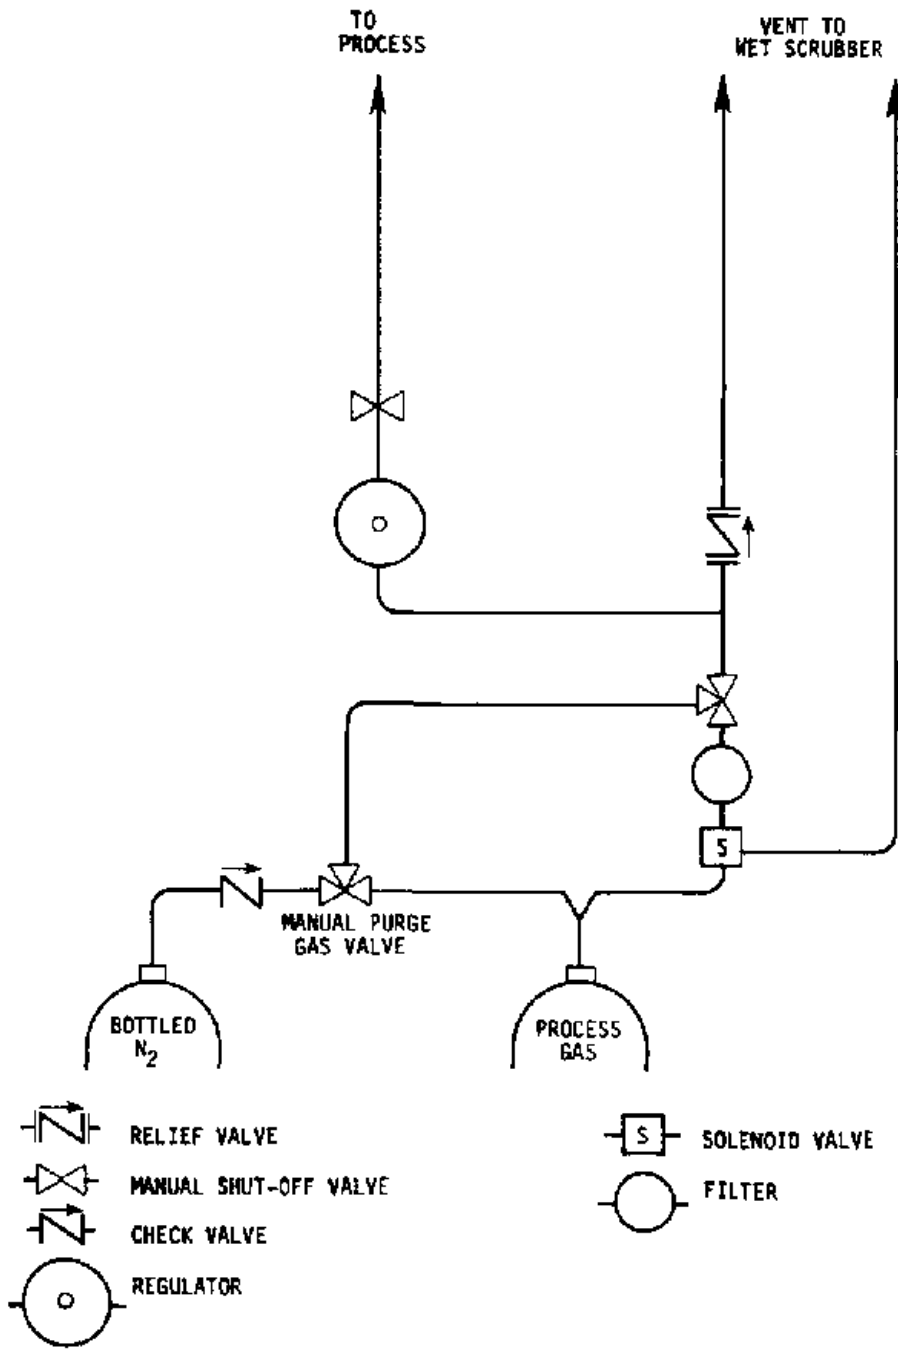 TO
PROCESS
VENT TO
WET SCRUBBER
S
MANUAL PURGE
GAS VALVE
BOTTLED
N2
PROCESS
GAS
RELIEF VALVE
MANUAL SHUT-OFF VALVE
CHECK VALVE
REGULATOR
S
SOLENOID VALVE
FILTER